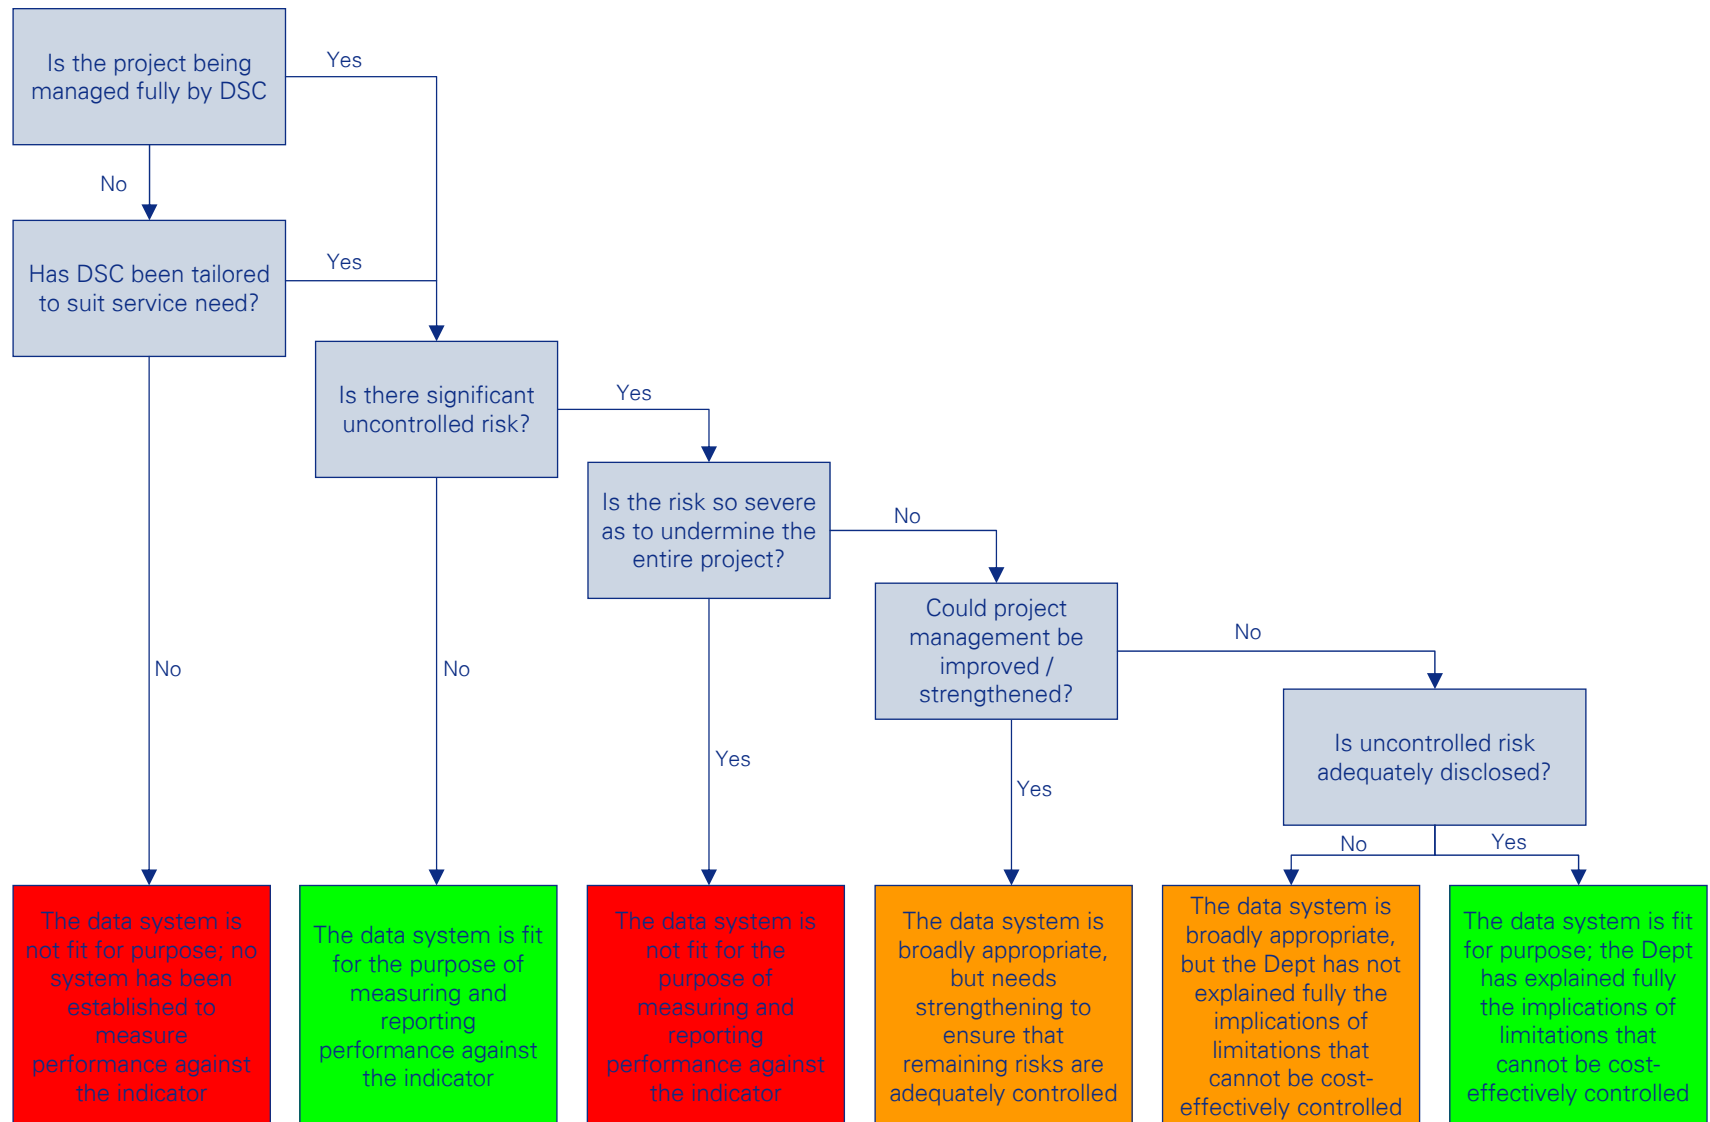 Is the project being
managed fully by DSC
Yes
No
Has DSC been tailored
to suit service need?
Yes
No
Is there significant
uncontrolled risk?
Yes
No
Is the risk so severe
as to undermine the
entire project?
No
Yes
Could project
management be
improved /
strengthened?
No
Yes
Is uncontrolled risk
adequately disclosed?
No
Yes
The data system is
not fit for purpose; no
system has been
established to
measure
performance against
the indicator
The data system is fit
for the purpose of
measuring and
reporting
performance against
the indicator
The data system is
not fit for the
purpose of
measuring and
reporting
performance against
the indicator
The data system is
broadly appropriate,
but needs
strengthening to
ensure that
remaining risks are
adequately controlled
The data system is
broadly appropriate,
but the Dept has not
explained fully the
implications of
limitations that
cannot be cost-
effectively controlled
The data system is fit
for purpose; the Dept
has explained fully
the implications of
limitations that
cannot be cost-
effectively controlled